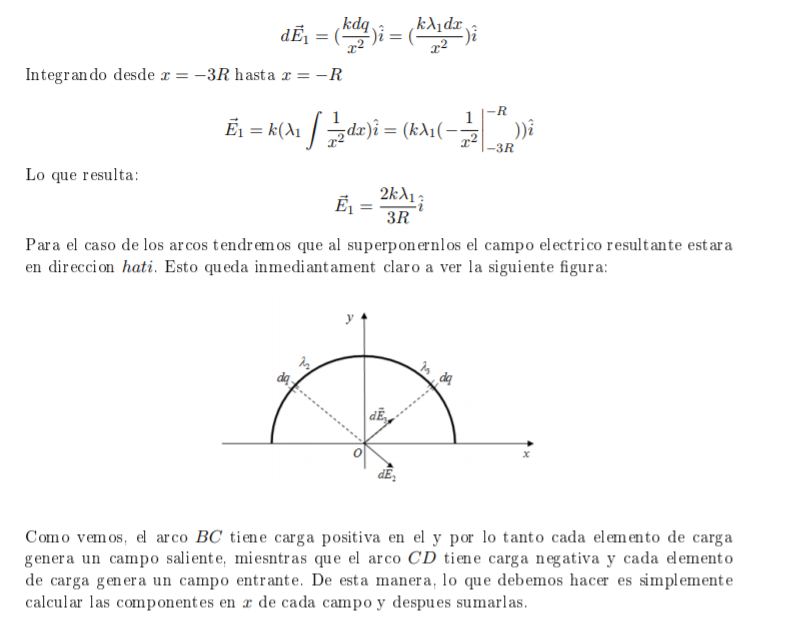 $d\vec{E}_1 = (\frac{kdq}{x^2})\hat{i} = (\frac{k\lambda_1 dx}{x^2})\hat{i}$
Integrando desde $x = -3R$ hasta $x = -R$
$\vec{E}_1 = k(\lambda_1 \int \frac{1}{x^2} dx)\hat{i} = (k\lambda_1(-\frac{1}{x^2}\Big|_{-3R}^{-R}))\hat{i}$
Lo que resulta:
$\vec{E}_1 = \frac{2k\lambda_1}{3R}\hat{i}$
Para el caso de los arcos tendremos que al superponernlos el campo electrico resultante estara
en direccion $hati$. Esto queda inmediantament claro a ver la siguiente figura:
y
$\lambda_2$ $\lambda_3$
dq dq
$d\vec{E}_3$
O x
$d\vec{E}_2$
Como vemos, el arco $BC$ tiene carga positiva en el y por lo tanto cada elemento de carga
genera un campo saliente, miesntras que el arco $CD$ tiene carga negativa y cada elemento
de carga genera un campo entrante. De esta manera, lo que debemos hacer es simplemente
calcular las componentes en $x$ de cada campo y despues sumarlas.